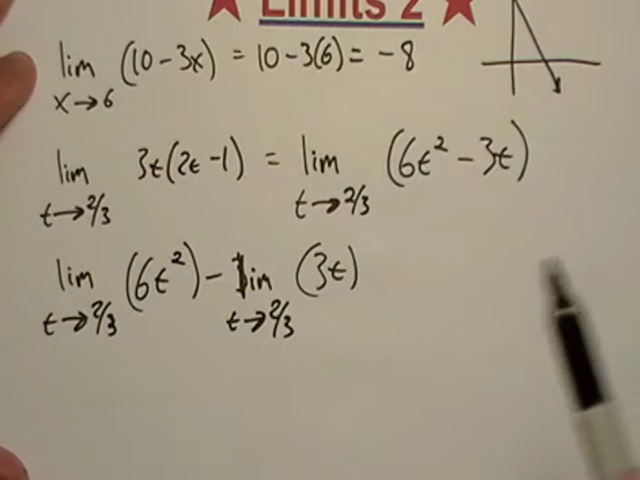 ★ Limits 2 ★
lim x→6 (10 - 3x) = 10 - 3(6) = -8
lim t→2/3 3t(2t - 1) = lim t→2/3 (6t² - 3t)
lim t→2/3 (6t²) - lim t→2/3 (3t)